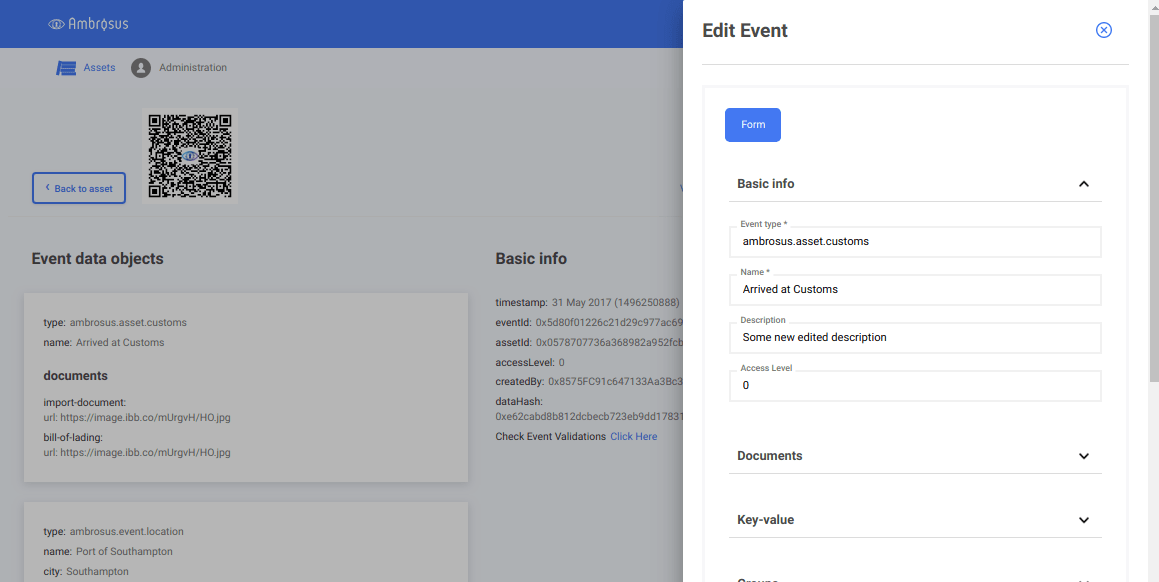 Ambrosus
Assets
Administration
Back to asset
Event data objects
type: ambrosus.asset.customs
name: Arrived at Customs
documents
import-document:
url: https://image.ibb.co/mUrgvH/HO.jpg
bill-of-lading:
url: https://image.ibb.co/mUrgvH/HO.jpg
type: ambrosus.event.location
name: Port of Southampton
city: Southampton
Basic info
timestamp: 31 May 2017 (1496250888)
eventId: 0x5d80f01226c21d29c977ac69
assetId: 0x0578707736a368982a952fcb
accessLevel: 0
createdBy: 0x8575FC91c647133Aa3Bc3
dataHash:
0xe62cabd8b812dcbecb723eb9dd17831
Check Event Validations Click Here
Edit Event
Form
Basic info
Event type *
ambrosus.asset.customs
Name *
Arrived at Customs
Description
Some new edited description
Access Level
0
Documents
Key-value
Groups